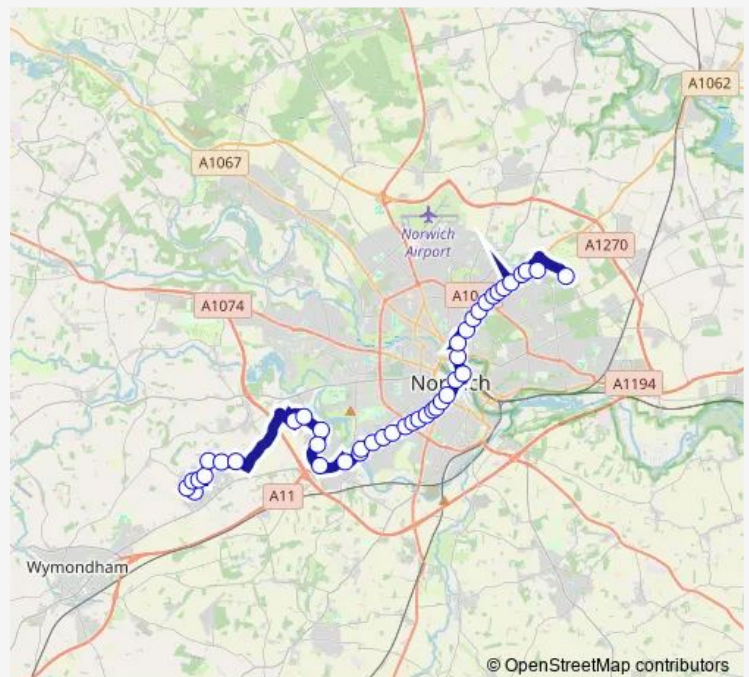 A1062
A1067
Norwich
Airport
A1270
A10
A1074
Norwich
A1194
A11
Wymondham
© OpenStreetMap contributors